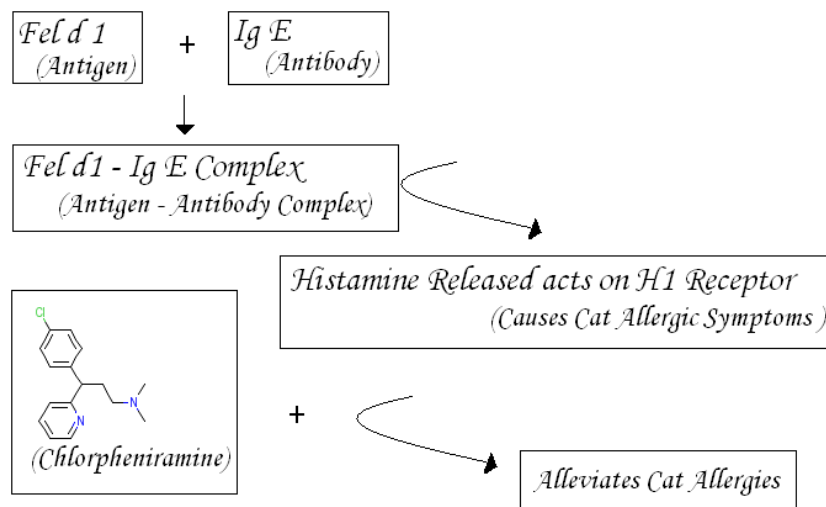 Fel d 1
(Antigen)
+
Ig E
(Antibody)
Fel d1 - Ig E Complex
(Antigen - Antibody Complex)
Histamine Released acts on H1 Receptor
(Causes Cat Allergic Symptoms )
Cl
N
N
(Chlorpheniramine)
+
Alleviates Cat Allergies